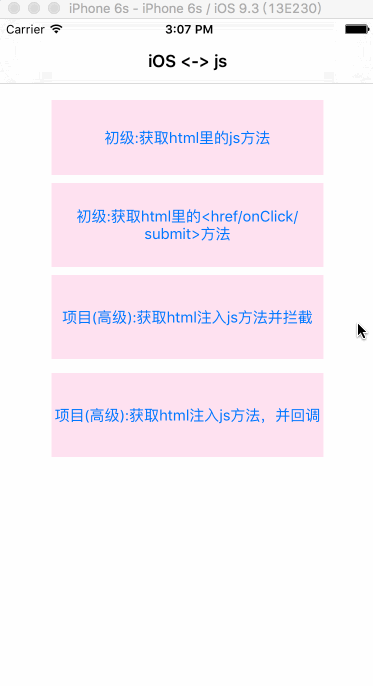 iPhone 6s - iPhone 6s / iOS 9.3 (13E230)
Carrier 3:07 PM
iOS <-> js
初级:获取html里的js方法
初级:获取html里的<href/onClick/
submit>方法
项目(高级):获取html注入js方法并拦截
项目(高级):获取html注入js方法，并回调